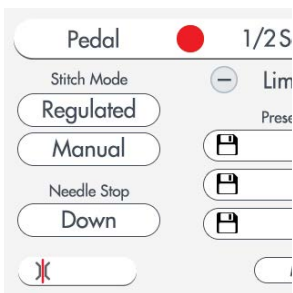 Pedal 1/2 S
Stitch Mode Lim
Regulated Prese
Manual
Needle Stop
Down